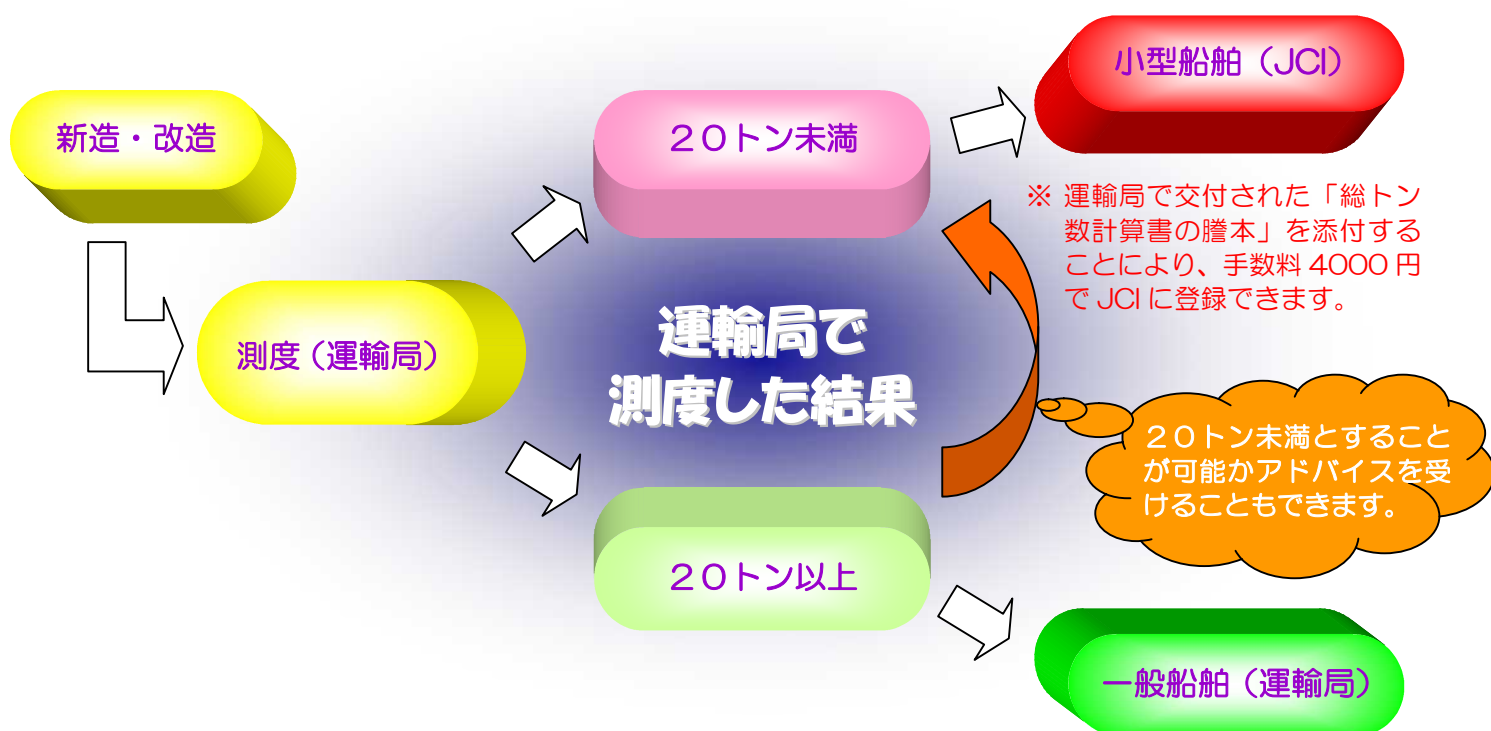 新造・改造
測度（運輸局）
２０トン未満
小型船舶（JCI）
※ 運輸局で交付された「総トン
数計算書の謄本」を添付する
ことにより、手数料 4000 円
で JCI に登録できます。
運輸局で
測度した結果
２０トン未満とすること
が可能かアドバイスを受
けることもできます。
２０トン以上
一般船舶（運輸局）